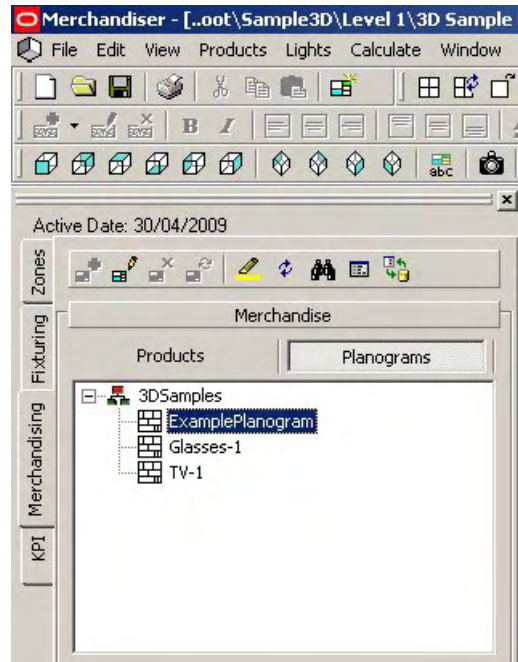 Merchandiser - [..oot\Sample3D\Level 1\3D Sample
File Edit View Products Lights Calculate Window
B I
abc
Active Date: 30/04/2009
Zones
Fixturing
Merchandising
KPI
Merchandise
Products Planograms
3DSamples
ExamplePlanogram
Glasses-1
TV-1